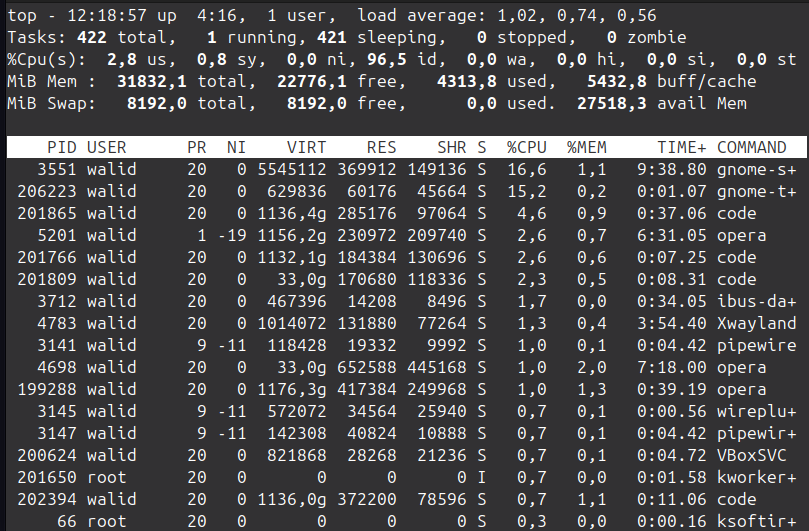 top - 12:18:57 up  4:16,  1 user,  load average: 1,02, 0,74, 0,56
Tasks: 422 total,   1 running, 421 sleeping,   0 stopped,   0 zombie
%Cpu(s):  2,8 us,  0,8 sy,  0,0 ni, 96,5 id,  0,0 wa,  0,0 hi,  0,0 si,  0,0 st
MiB Mem :  31832,1 total,  22776,1 free,   4313,8 used,   5432,8 buff/cache
MiB Swap:   8192,0 total,   8192,0 free,      0,0 used.  27518,3 avail Mem
PID USER      PR  NI    VIRT    RES    SHR S  %CPU  %MEM     TIME+ COMMAND
3551 walid     20   0 5545112 369912 149136 S  16,6   1,1   9:38.80 gnome-s+
206223 walid     20   0  629836  60176  45664 S  15,2   0,2   0:01.07 gnome-t+
201865 walid     20   0 1136,4g 285176  97064 S   4,6   0,9   0:37.06 code
5201 walid      1 -19 1156,2g 230972 209740 S   2,6   0,7   6:31.05 opera
201766 walid     20   0 1132,1g 184384 130696 S   2,6   0,6   0:07.25 code
201809 walid     20   0   33,0g 170680 118336 S   2,3   0,5   0:08.31 code
3712 walid     20   0  467396  14208   8496 S   1,7   0,0   0:34.05 ibus-da+
4783 walid     20   0 1014072 131880  77264 S   1,3   0,4   3:54.40 Xwayland
3141 walid      9 -11  118428  19332   9992 S   1,0   0,1   0:04.42 pipewire
4698 walid     20   0   33,0g 652588 445168 S   1,0   2,0   7:18.00 opera
199288 walid     20   0 1176,3g 417384 249968 S   1,0   1,3   0:39.19 opera
3145 walid      9 -11  572072  34564  25940 S   0,7   0,1   0:00.56 wireplu+
3147 walid      9 -11  142308  40824  10888 S   0,7   0,1   0:04.42 pipewir+
200624 walid     20   0  821868  28268  21236 S   0,7   0,1   0:04.72 VBoxSVC
201650 root      20   0       0      0      0 I   0,7   0,0   0:01.58 kworker+
202394 walid     20   0 1136,0g 372200  78596 S   0,7   1,1   0:11.06 code
66 root      20   0       0      0      0 S   0,3   0,0   0:00.16 ksoftir+